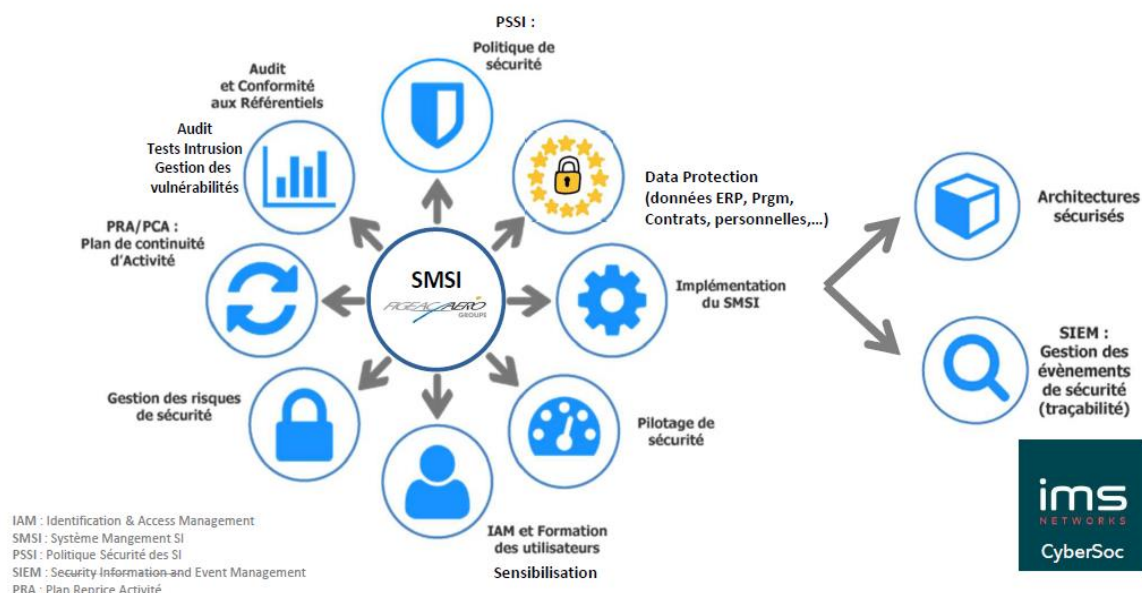 PSSI :
Politique de
sécurité
Audit
et Conformité
aux Référentiels
Audit
Tests Intrusion
Gestion des
vulnérabilités
Data Protection
(données ERP, Prgm,
Contrats, personnelles,...)
Architectures
sécurisés
PRA/PCA :
Plan de continuité
d'Activité
SMSI
FIGEAC AERO
GROUPE
Implémentation
du SMSI
SIEM :
Gestion des
évènements
de sécurité
(traçabilité)
Gestion des risques
de sécurité
Pilotage de
sécurité
IAM et Formation
des utilisateurs
Sensibilisation
ims
NETWORKS
CyberSoc
IAM : Identification & Access Management
SMSI : Système Mangement SI
PSSI : Politique Sécurité des SI
SIEM : Security Information and Event Management
PRA : Plan Reprice Activité